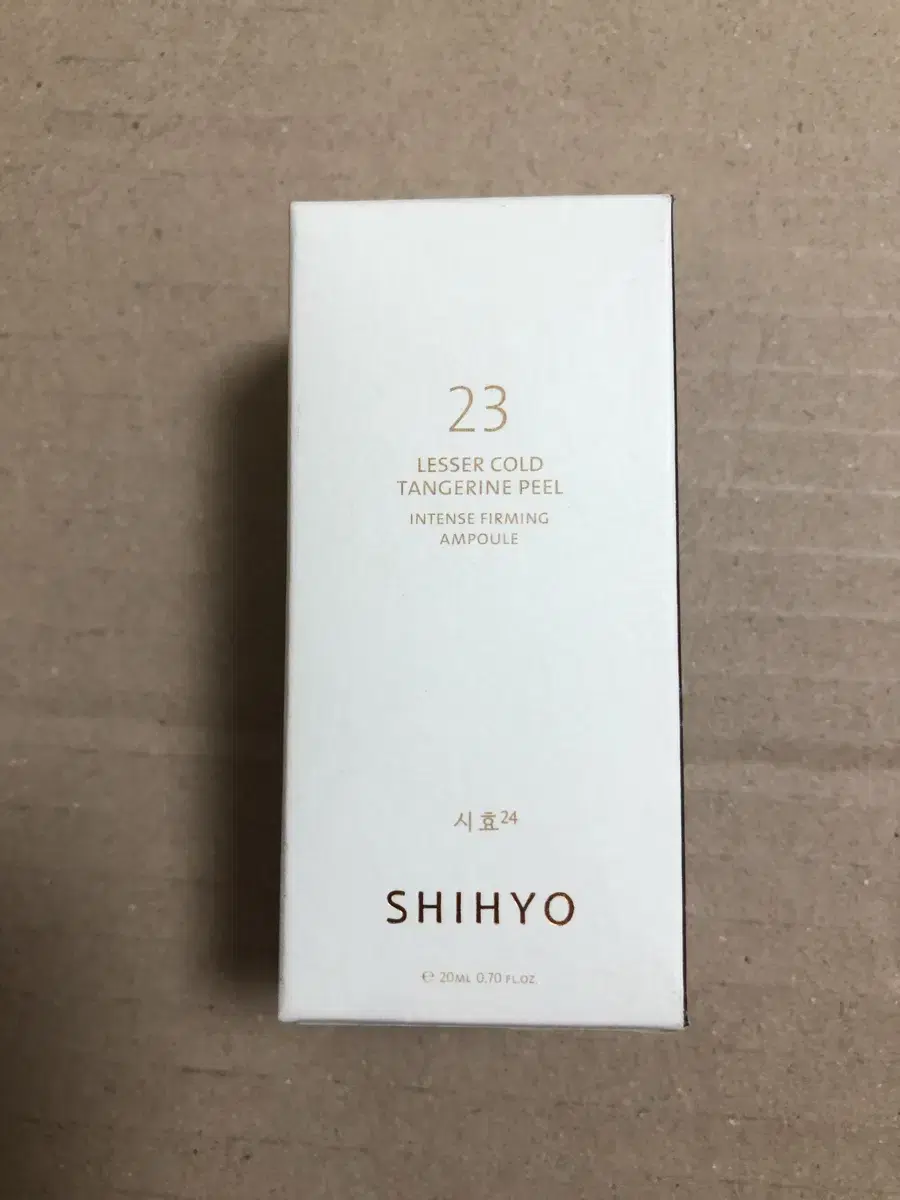 23
LESSER COLD
TANGERINE PEEL
INTENSE FIRMING
AMPOULE
시효24
SHIHYO
℮ 20ML 0.70 FL.OZ.